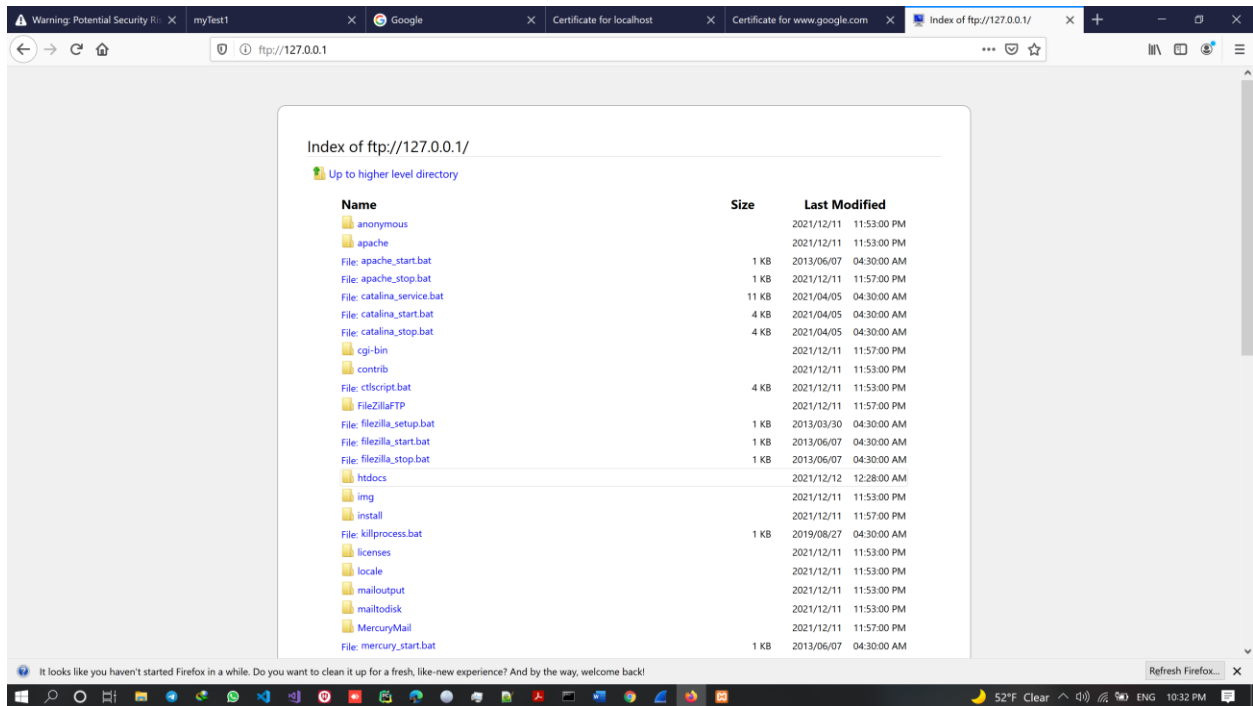 Warning: Potential Security Ris myTest1 Google Certificate for localhost Certificate for www.google.com Index of ftp://127.0.0.1/
ftp://127.0.0.1
Index of ftp://127.0.0.1/
Up to higher level directory
Name Size Last Modified
anonymous 2021/12/11 11:53:00 PM
apache 2021/12/11 11:53:00 PM
File: apache_start.bat 1 KB 2013/06/07 04:30:00 AM
File: apache_stop.bat 1 KB 2021/12/11 11:57:00 PM
File: catalina_service.bat 11 KB 2021/04/05 04:30:00 AM
File: catalina_start.bat 4 KB 2021/04/05 04:30:00 AM
File: catalina_stop.bat 4 KB 2021/04/05 04:30:00 AM
cgi-bin 2021/12/11 11:57:00 PM
contrib 2021/12/11 11:53:00 PM
File: ctlscript.bat 4 KB 2021/12/11 11:53:00 PM
FileZillaFTP 2021/12/11 11:57:00 PM
File: filezilla_setup.bat 1 KB 2013/03/30 04:30:00 AM
File: filezilla_start.bat 1 KB 2013/06/07 04:30:00 AM
File: filezilla_stop.bat 1 KB 2013/06/07 04:30:00 AM
htdocs 2021/12/12 12:28:00 AM
img 2021/12/11 11:53:00 PM
install 2021/12/11 11:57:00 PM
File: killprocess.bat 1 KB 2019/08/27 04:30:00 AM
licenses 2021/12/11 11:53:00 PM
locale 2021/12/11 11:53:00 PM
mailoutput 2021/12/11 11:53:00 PM
mailtodisk 2021/12/11 11:53:00 PM
MercuryMail 2021/12/11 11:57:00 PM
File: mercury_start.bat 1 KB 2013/06/07 04:30:00 AM
It looks like you haven't started Firefox in a while. Do you want to clean it up for a fresh, like-new experience? And by the way, welcome back! Refresh Firefox...
52°F Clear ENG 10:32 PM